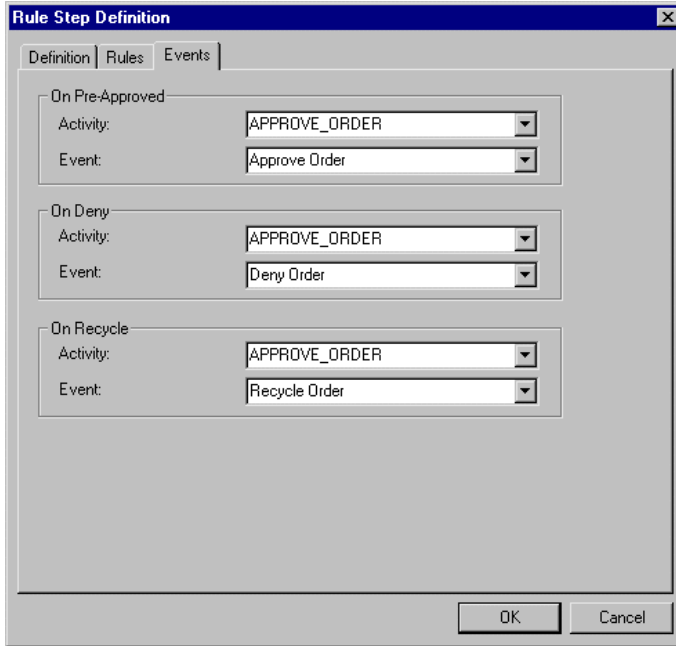 Rule Step Definition
Definition Rules Events
On Pre-Approved
Activity: APPROVE_ORDER
Event: Approve Order
On Deny
Activity: APPROVE_ORDER
Event: Deny Order
On Recycle
Activity: APPROVE_ORDER
Event: Recycle Order
OK Cancel